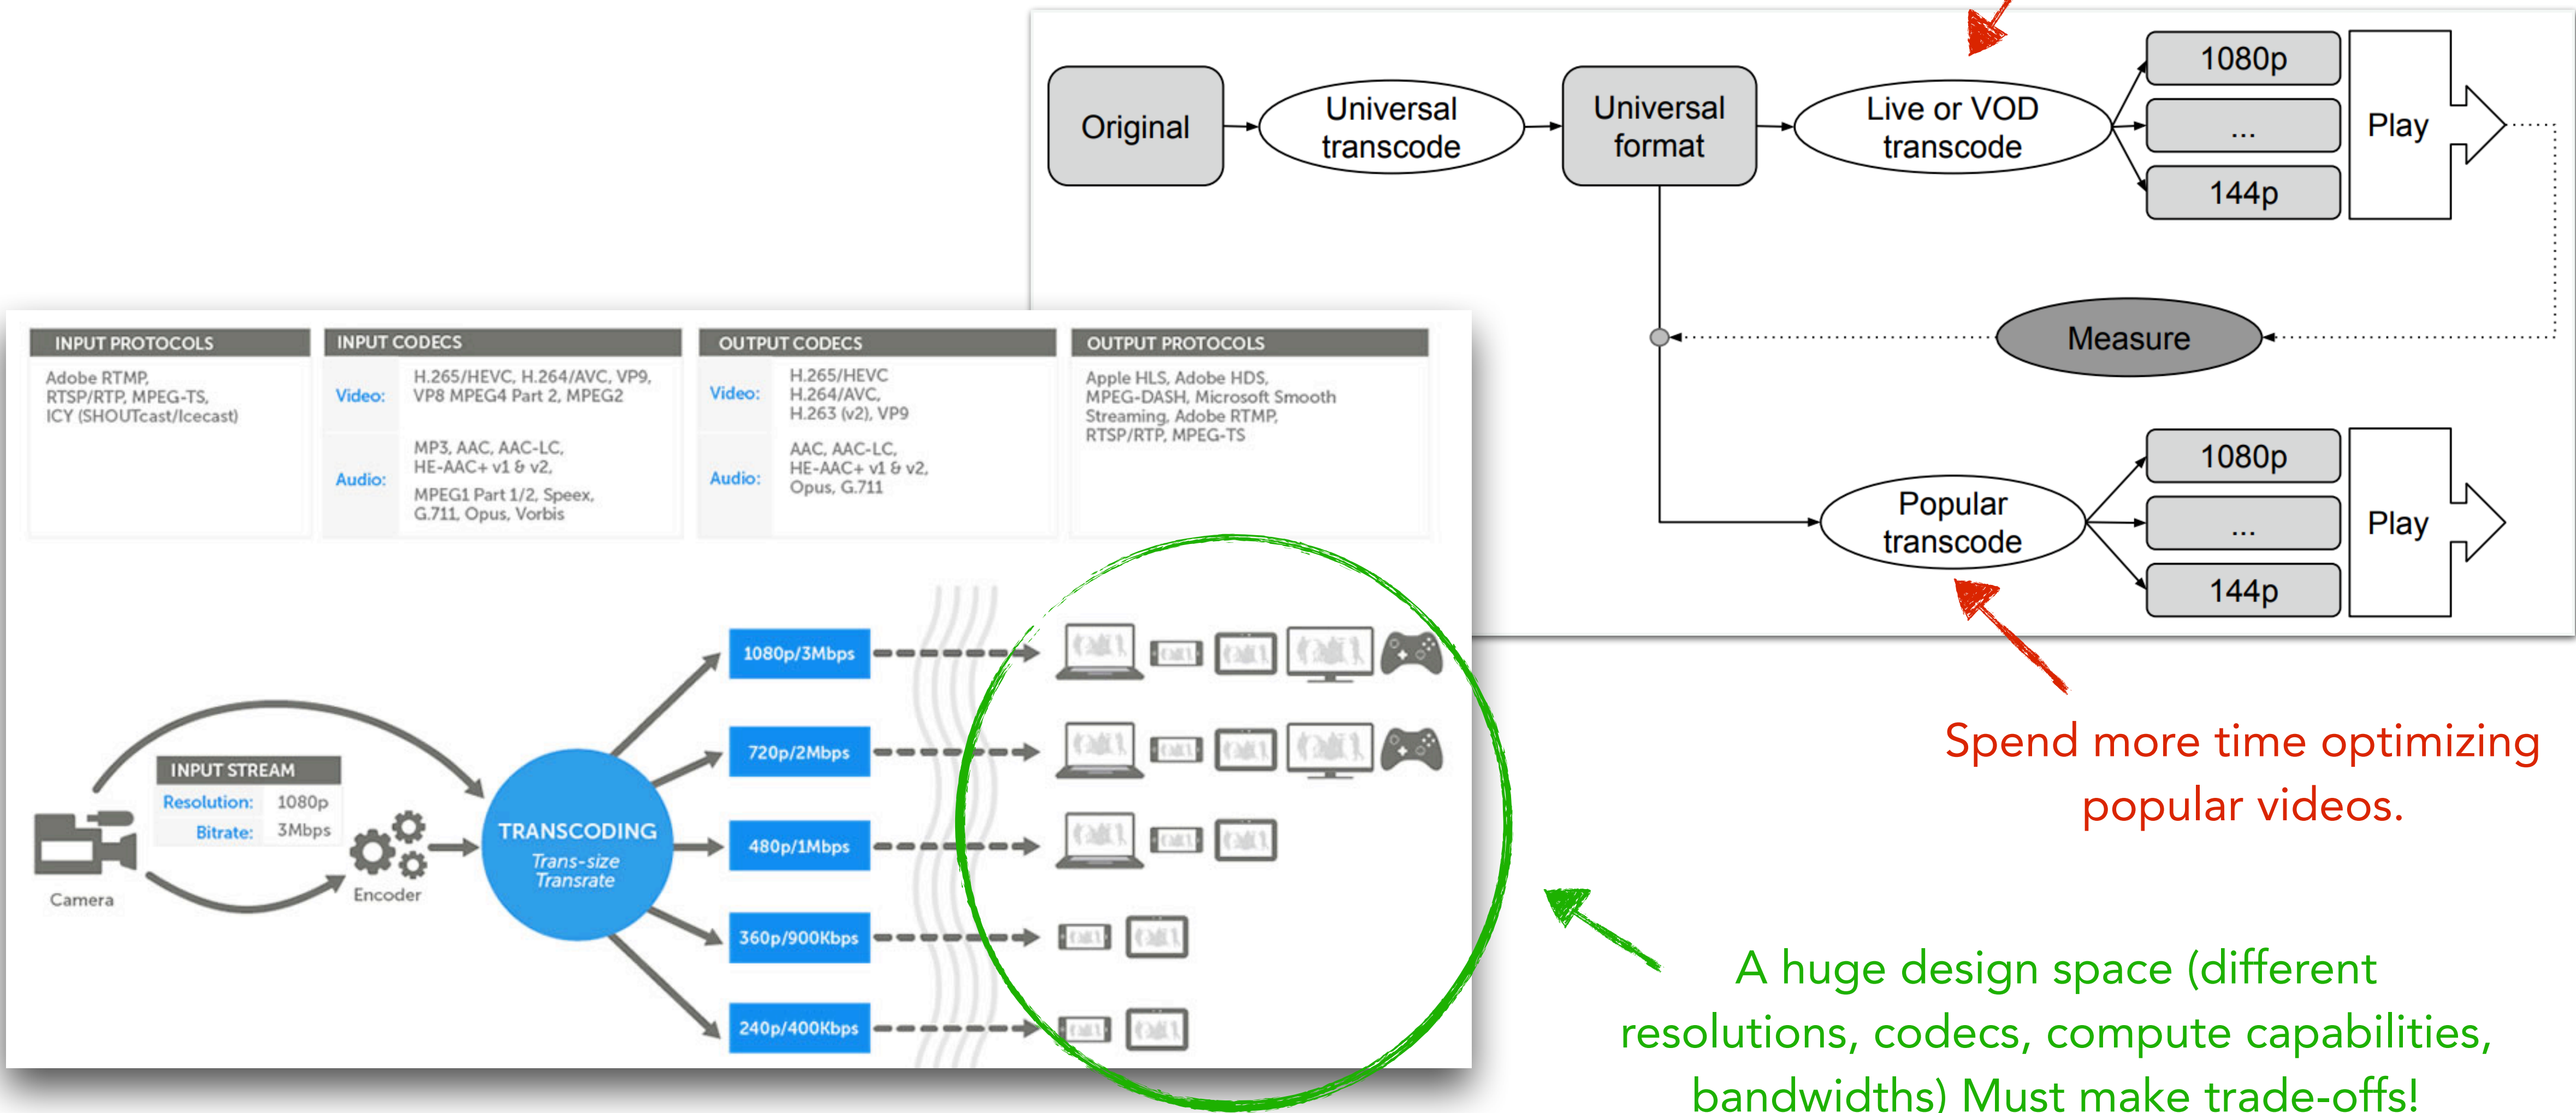 Original
Universal
transcode
Universal
format
Live or VOD
transcode
1080p
...
144p
Play
Measure
Popular
transcode
1080p
...
144p
Play
Spend more time optimizing
popular videos.
INPUT PROTOCOLS
Adobe RTMP,
RTSP/RTP, MPEG-TS,
ICY (SHOUTcast/Icecast)
INPUT CODECS
Video:
H.265/HEVC, H.264/AVC, VP9,
VP8 MPEG4 Part 2, MPEG2
Audio:
MP3, AAC, AAC-LC,
HE-AAC+ v1 & v2,
MPEG1 Part 1/2, Speex,
G.711, Opus, Vorbis
OUTPUT CODECS
Video:
H.265/HEVC
H.264/AVC,
H.263 (v2), VP9
Audio:
AAC, AAC-LC,
HE-AAC+ v1 & v2,
Opus, G.711
OUTPUT PROTOCOLS
Apple HLS, Adobe HDS,
MPEG-DASH, Microsoft Smooth
Streaming, Adobe RTMP,
RTSP/RTP, MPEG-TS
Camera
INPUT STREAM
Resolution: 1080p
Bitrate: 3Mbps
Encoder
TRANSCODING
Trans-size
Transrate
1080p/3Mbps
720p/2Mbps
480p/1Mbps
360p/900Kbps
240p/400Kbps
A huge design space (different
resolutions, codecs, compute capabilities,
bandwidths) Must make trade-offs!